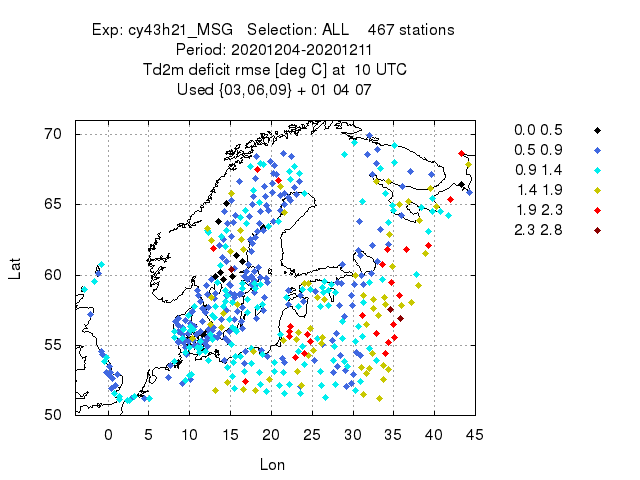 Exp: cy43h21_MSG Selection: ALL 467 stations
Period: 20201204-20201211
Td2m deficit rmse [deg C] at 10 UTC
Used {03,06,09} + 01 04 07
0.0 0.5
0.5 0.9
0.9 1.4
1.4 1.9
1.9 2.3
2.3 2.8
70
65
60
55
50
Lat
0 5 10 15 20 25 30 35 40 45
Lon